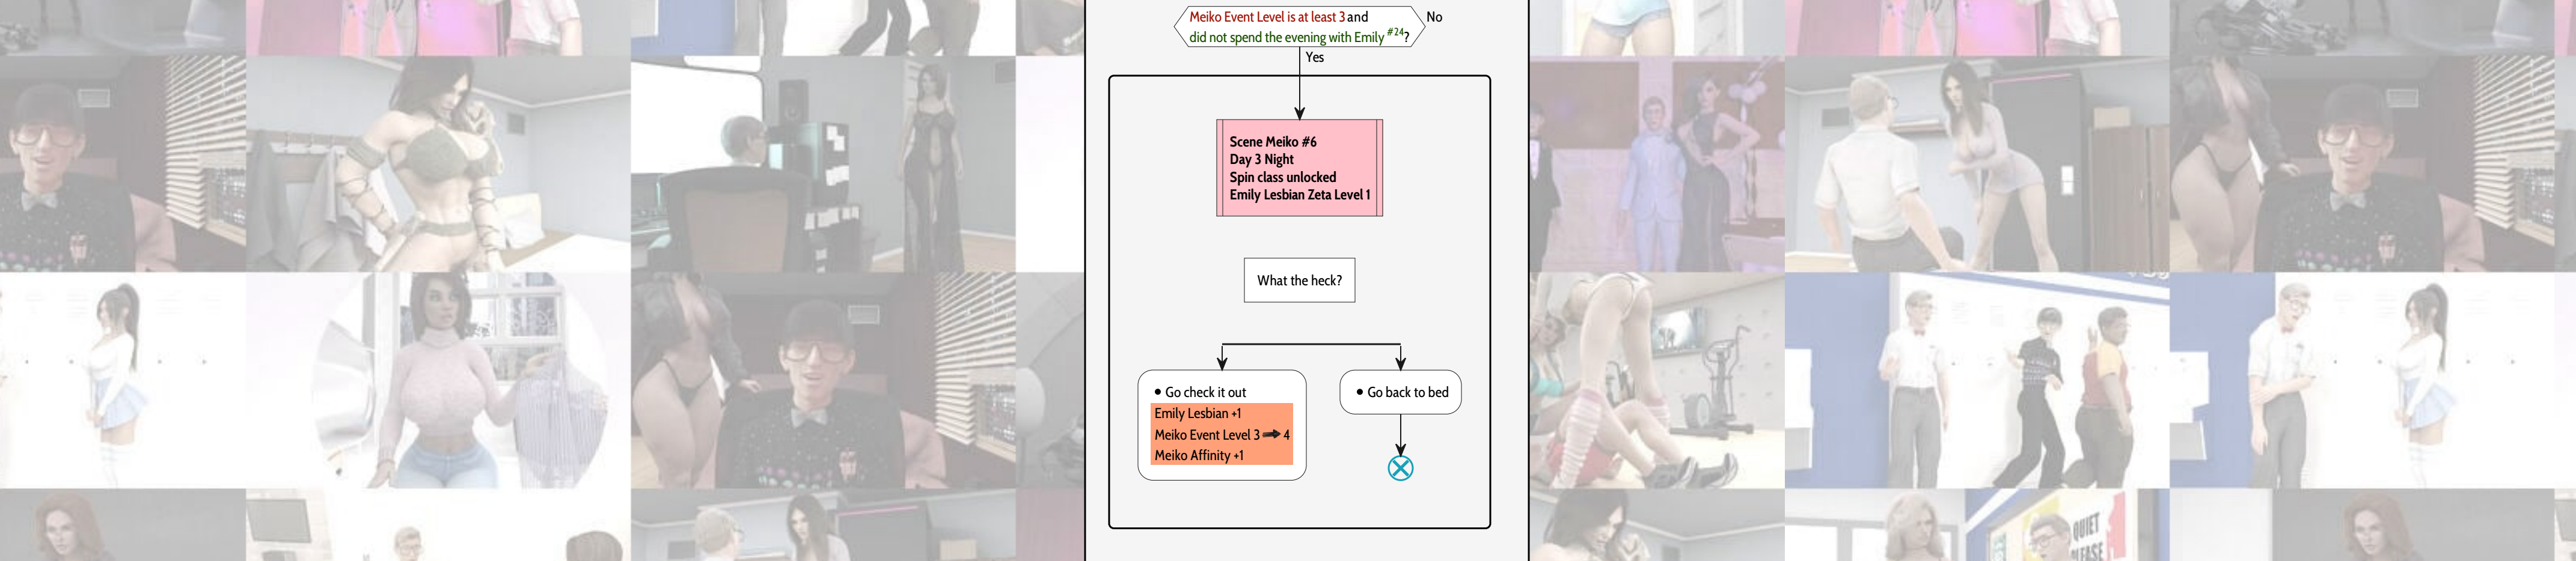 Meiko Event Level is at least 3 and
did not spend the evening with Emily #24?
No
Yes
Scene Meiko #6
Day 3 Night
Spin class unlocked
Emily Lesbian Zeta Level 1
What the heck?
• Go check it out
Emily Lesbian +1
Meiko Event Level 3 ➡ 4
Meiko Affinity +1
• Go back to bed
QUIET
PLEASE